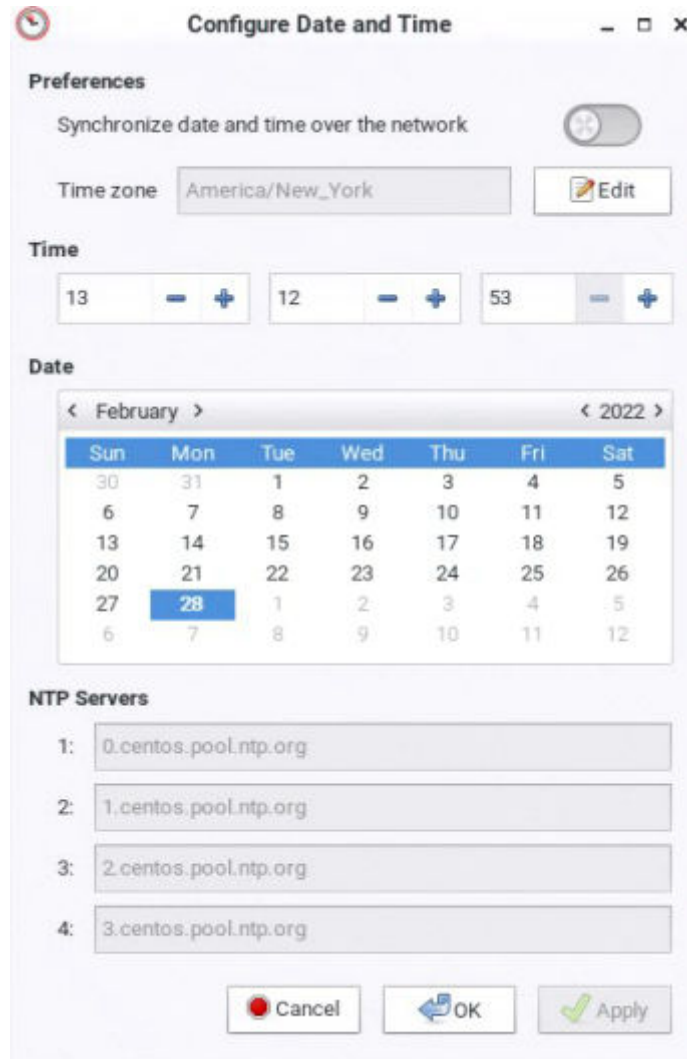 Configure Date and Time
Preferences
Synchronize date and time over the network
Time zone America/New_York Edit
Time
13 12 53
Date
< February > < 2022 >
Sun Mon Tue Wed Thu Fri Sat
30 31 1 2 3 4 5
6 7 8 9 10 11 12
13 14 15 16 17 18 19
20 21 22 23 24 25 26
27 28 1 2 3 4 5
6 7 8 9 10 11 12
NTP Servers
1: 0.centos.pool.ntp.org
2: 1.centos.pool.ntp.org
3: 2.centos.pool.ntp.org
4: 3.centos.pool.ntp.org
Cancel OK Apply